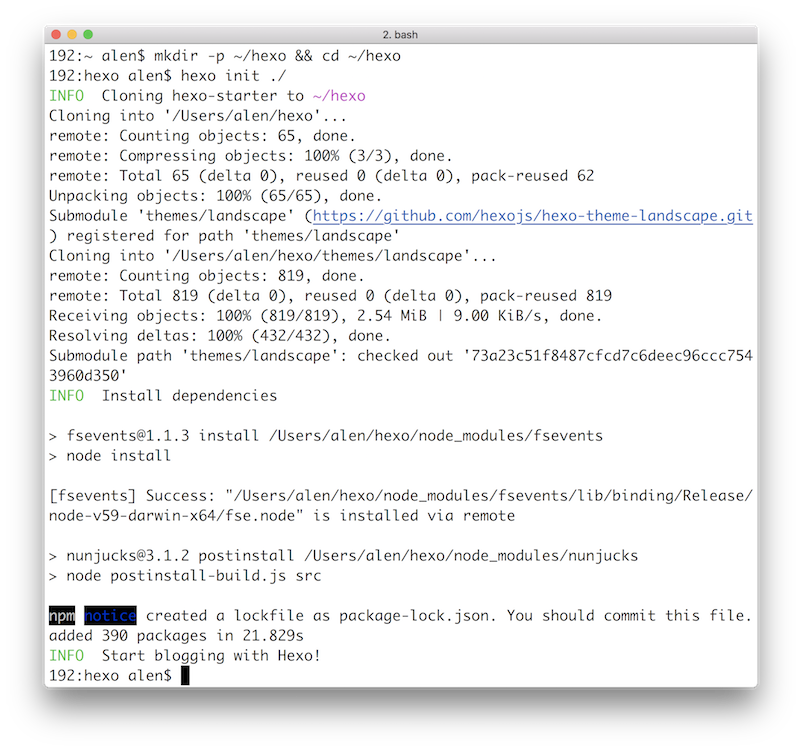 2. bash
192:~ alen$ mkdir -p ~/hexo && cd ~/hexo
192:hexo alen$ hexo init ./
INFO  Cloning hexo-starter to ~/hexo
Cloning into '/Users/alen/hexo'...
remote: Counting objects: 65, done.
remote: Compressing objects: 100% (3/3), done.
remote: Total 65 (delta 0), reused 0 (delta 0), pack-reused 62
Unpacking objects: 100% (65/65), done.
Submodule 'themes/landscape' (https://github.com/hexojs/hexo-theme-landscape.git
) registered for path 'themes/landscape'
Cloning into '/Users/alen/hexo/themes/landscape'...
remote: Counting objects: 819, done.
remote: Total 819 (delta 0), reused 0 (delta 0), pack-reused 819
Receiving objects: 100% (819/819), 2.54 MiB | 9.00 KiB/s, done.
Resolving deltas: 100% (432/432), done.
Submodule path 'themes/landscape': checked out '73a23c51f8487cfcd7c6deec96ccc754
3960d350'
INFO  Install dependencies
> fsevents@1.1.3 install /Users/alen/hexo/node_modules/fsevents
> node install
[fsevents] Success: "/Users/alen/hexo/node_modules/fsevents/lib/binding/Release/
node-v59-darwin-x64/fse.node" is installed via remote
> nunjucks@3.1.2 postinstall /Users/alen/hexo/node_modules/nunjucks
> node postinstall-build.js src
npm notice created a lockfile as package-lock.json. You should commit this file.
added 390 packages in 21.829s
INFO  Start blogging with Hexo!
192:hexo alen$